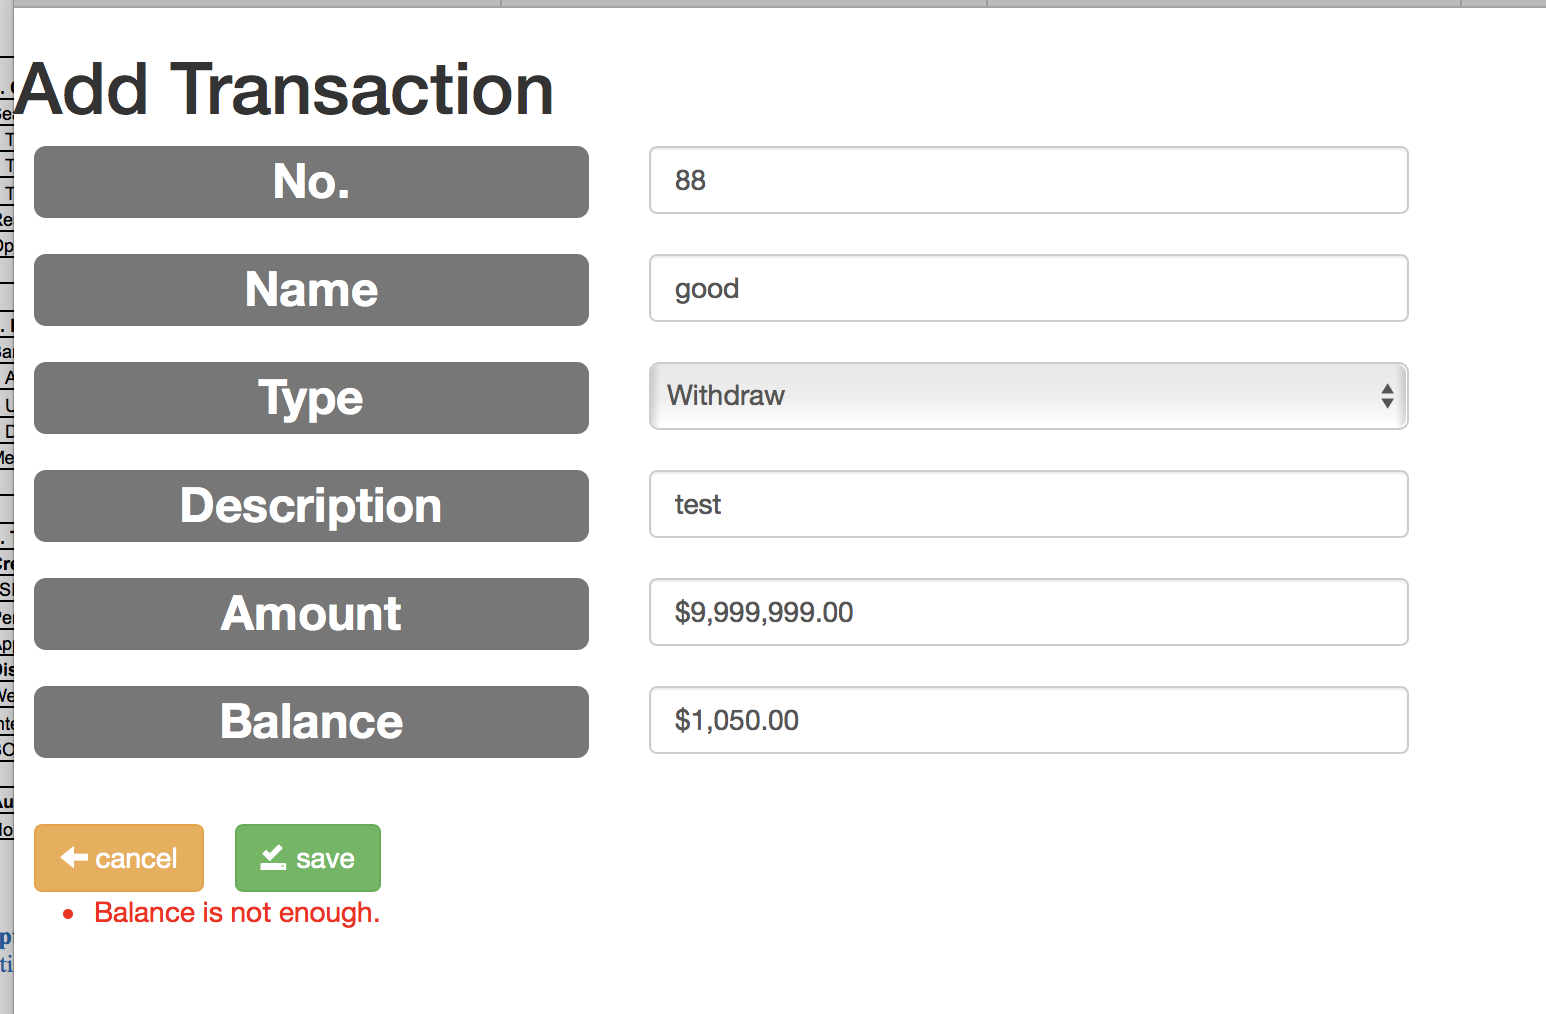 Add Transaction
No.
88
Name
good
Type
Withdraw
Description
test
Amount
$9,999,999.00
Balance
$1,050.00
cancel
save
Balance is not enough.